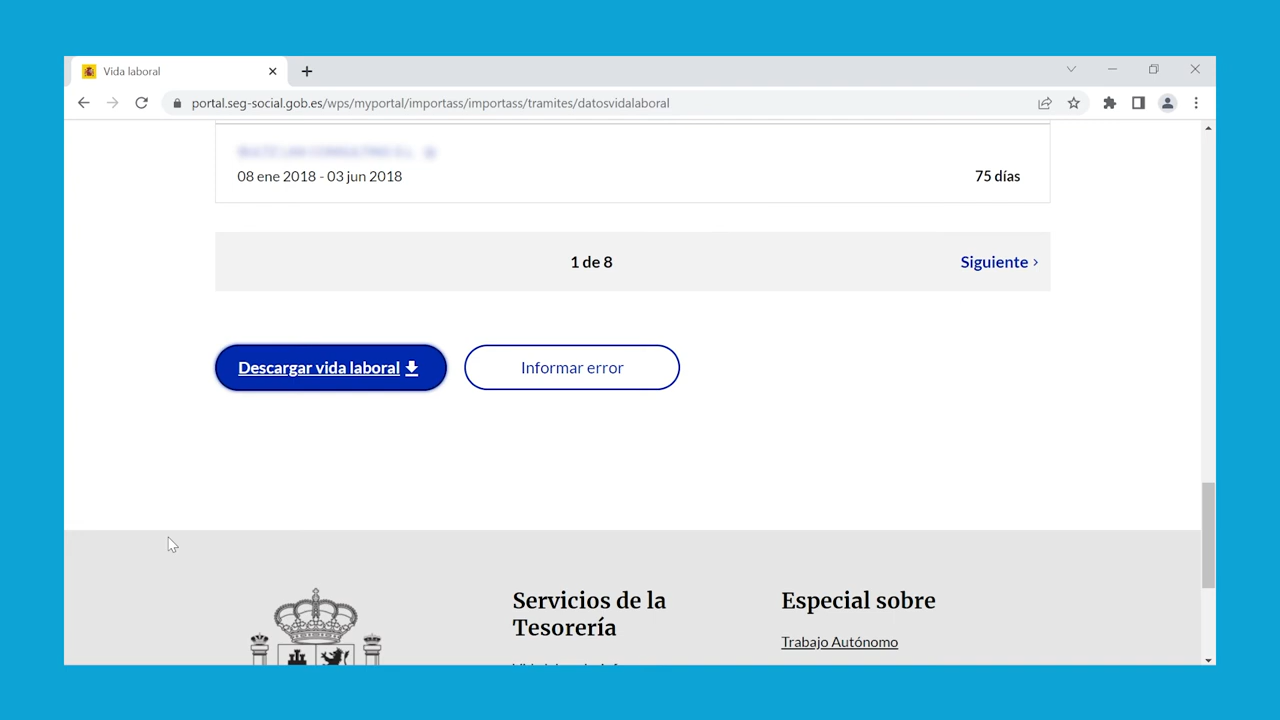 Vida laboral
portal.seg-social.gob.es/wps/myportal/importass/importass/tramites/datosvidalaboral
08 ene 2018 - 03 jun 2018
75 días
1 de 8
Siguiente ›
Descargar vida laboral
Informar error
Servicios de la
Tesorería
Especial sobre
Trabajo Autónomo